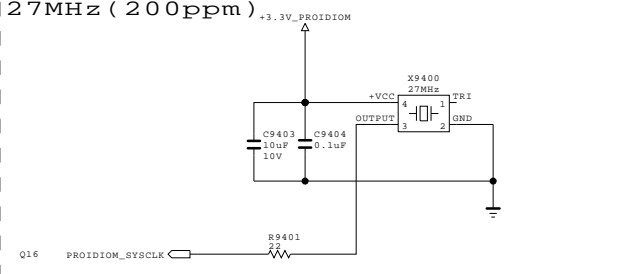 27MHz(200ppm)
+3.3V_PROIDIOM
X9400
27MHz
+VCC
4
1
TRI
OUTPUT
3
2
GND
C9403
10uF
10V
C9404
0.1uF
R9401
22
Q16
PROIDIOM_SYSCLK